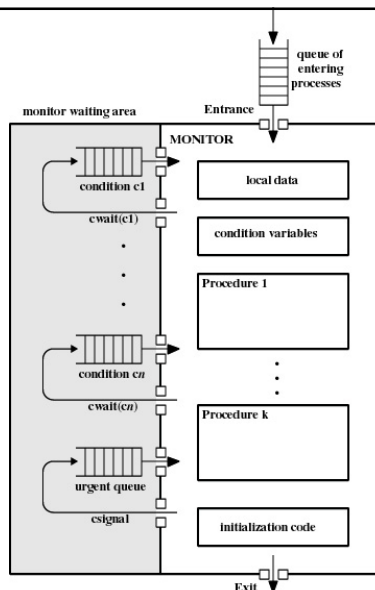 queue of
entering
processes
Entrance
monitor waiting area
MONITOR
condition c1
local data
cwait(c1)
condition variables
Procedure 1
condition cn
cwait(cn)
Procedure k
urgent queue
csignal
initialization code
Exit